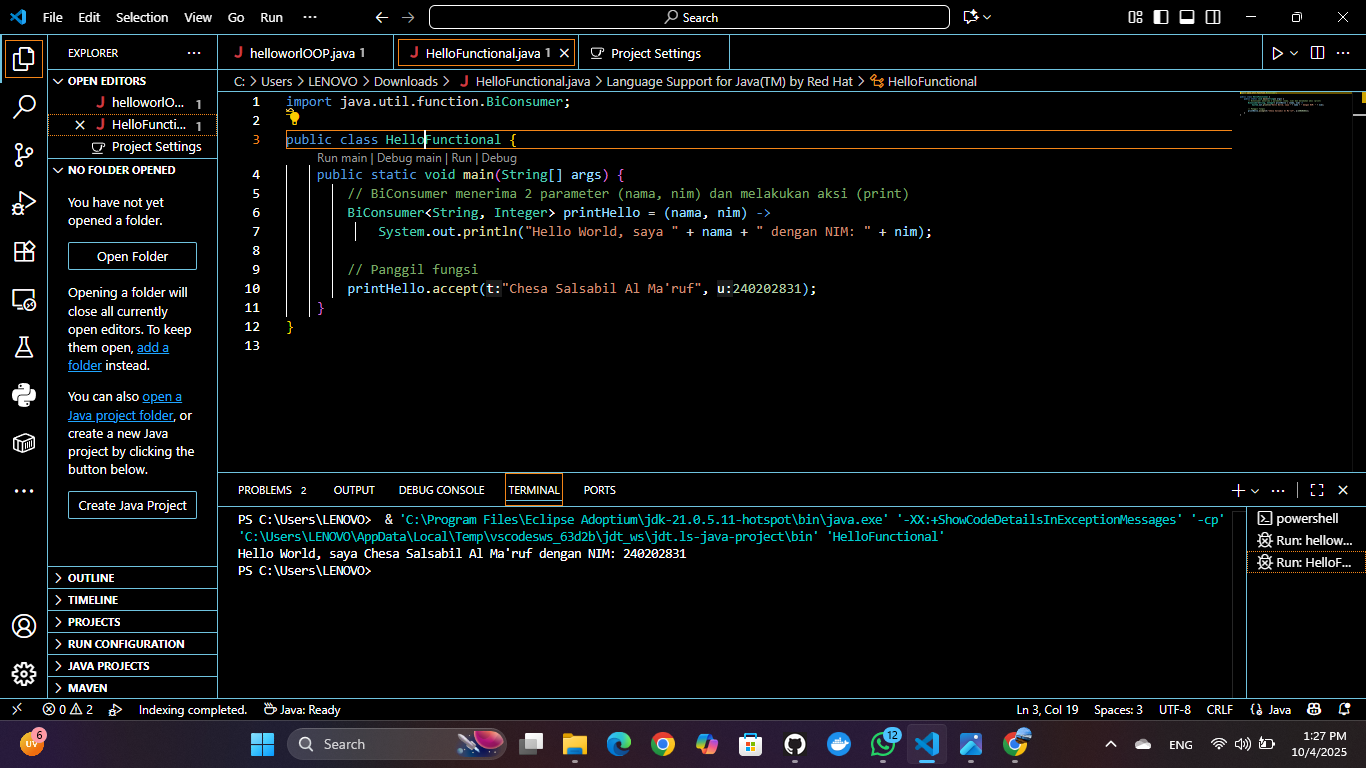 File Edit Selection View Go Run ···
Search
EXPLORER ···
OPEN EDITORS
helloworlO... 1
HelloFuncti... 1
Project Settings
NO FOLDER OPENED
You have not yet
opened a folder.
Open Folder
Opening a folder will
close all currently
open editors. To keep
them open, add a
folder instead.
You can also open a
Java project folder, or
create a new Java
project by clicking the
button below.
Create Java Project
OUTLINE
TIMELINE
PROJECTS
RUN CONFIGURATION
JAVA PROJECTS
MAVEN
helloworlOOP.java 1 HelloFunctional.java 1 Project Settings
C: > Users > LENOVO > Downloads > HelloFunctional.java > Language Support for Java(TM) by Red Hat > HelloFunctional
1 import java.util.function.BiConsumer;
2
3 public class HelloFunctional {
Run main | Debug main | Run | Debug
4 public static void main(String[] args) {
5 // BiConsumer menerima 2 parameter (nama, nim) dan melakukan aksi (print)
6 BiConsumer<String, Integer> printHello = (nama, nim) ->
7 System.out.println("Hello World, saya " + nama + " dengan NIM: " + nim);
8
9 // Panggil fungsi
10 printHello.accept(t:"Chesa Salsabil Al Ma'ruf", u:240202831);
11 }
12 }
13
PROBLEMS 2 OUTPUT DEBUG CONSOLE TERMINAL PORTS
PS C:\Users\LENOVO> & 'C:\Program Files\Eclipse Adoptium\jdk-21.0.5.11-hotspot\bin\java.exe' '-XX:+ShowCodeDetailsInExceptionMessages' '-cp'
'C:\Users\LENOVO\AppData\Local\Temp\vscodesws_63d2b\jdt_ws\jdt.ls-java-project\bin' 'HelloFunctional'
Hello World, saya Chesa Salsabil Al Ma'ruf dengan NIM: 240202831
PS C:\Users\LENOVO>
powershell
Run: hellow...
Run: HelloF...
0 2 Indexing completed. Java: Ready Ln 3, Col 19 Spaces: 3 UTF-8 CRLF Java
UV 6 Search 12 ENG 1:27 PM
10/4/2025